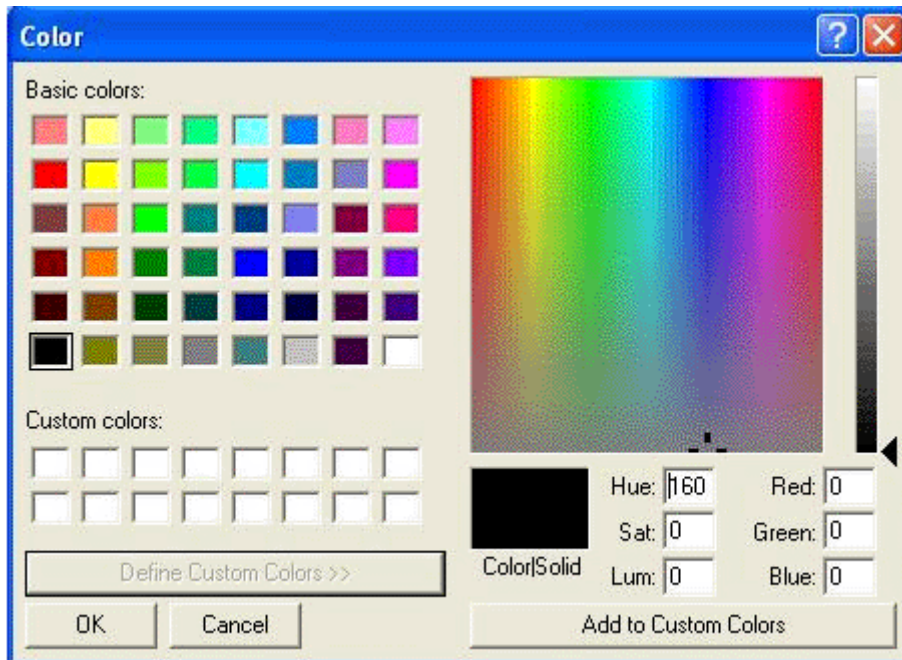 Color
Basic colors:
Custom colors:
Define Custom Colors >>
OK Cancel
Color|Solid
Hue: 160 Red: 0
Sat: 0 Green: 0
Lum: 0 Blue: 0
Add to Custom Colors